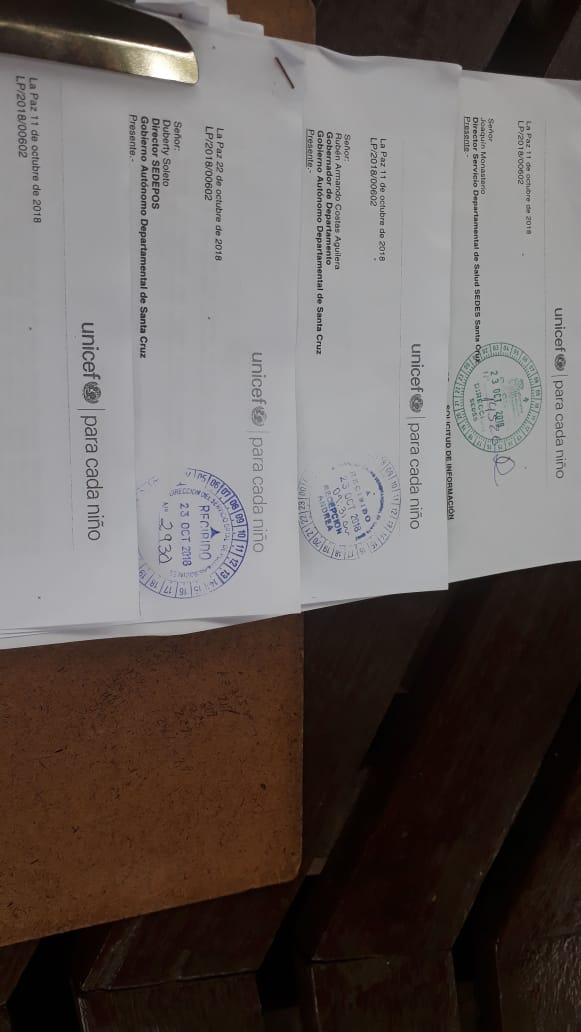 unicef | para cada niño
La Paz 11 de octubre de 2018
LP/2018/00602
Señor:
Joaquín Monasterio
Director Servicio Departamental de Salud SEDES Santa Cruz
Presente.-
23 OCT 2018
SOLICITUD DE INFORMACIÓN
unicef | para cada niño
La Paz 11 de octubre de 2018
LP/2018/00602
Señor:
Rubén Armando Costas Aguilera
Gobernador de Departamento
Gobierno Autónomo Departamental de Santa Cruz
Presente.-
RECIBIDO
23 OCT 2018
RECEPCION
ANDREA
unicef | para cada niño
La Paz 22 de octubre de 2018
LP/2018/00602
Señor:
Duberty Soleto
Director SEDEPOS
Gobierno Autónomo Departamental de Santa Cruz
Presente.-
RECIBIDO
23 OCT 2018
2930
unicef | para cada niño
La Paz 11 de octubre de 2018
LP/2018/00602